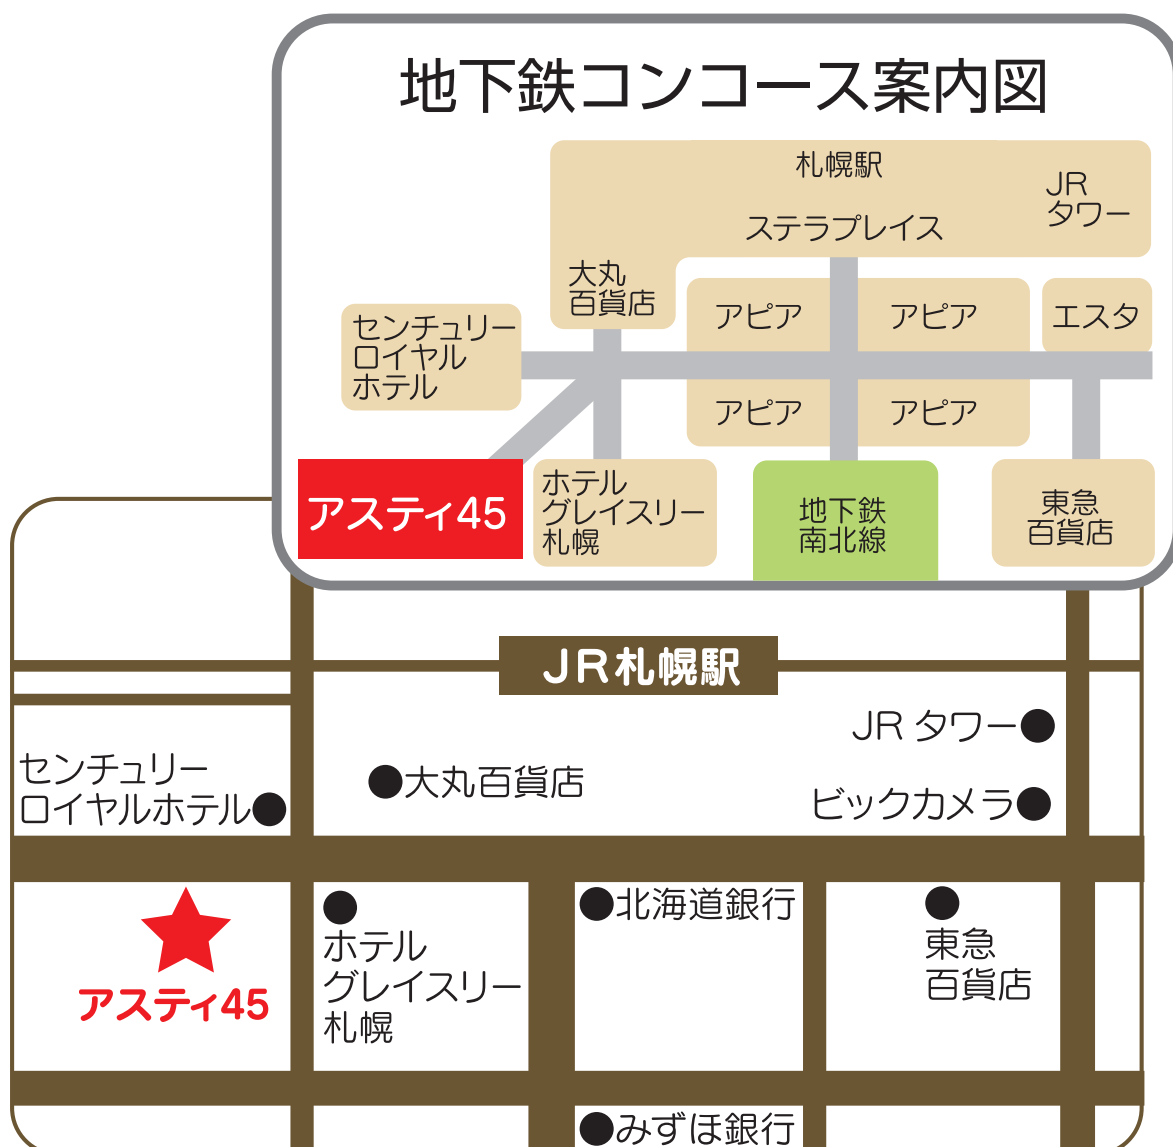 地下鉄コンコース案内図
札幌駅
JR
タワー
ステラプレイス
大丸
百貨店
アピア
アピア
エスタ
センチュリー
ロイヤル
ホテル
アピア
アピア
アスティ45
ホテル
グレイスリー
札幌
地下鉄
南北線
東急
百貨店
JR札幌駅
JR タワー
センチュリー
ロイヤルホテル
大丸百貨店
ビックカメラ
アスティ45
ホテル
グレイスリー
札幌
北海道銀行
東急
百貨店
みずほ銀行